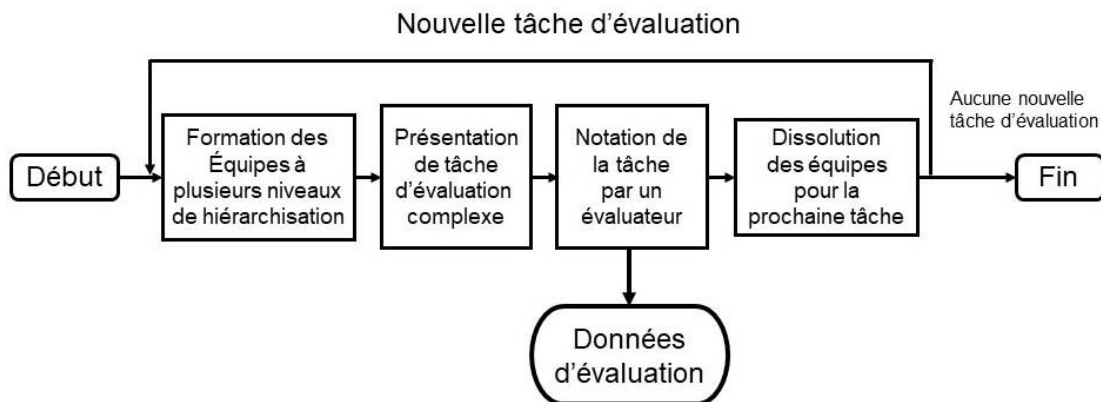 Nouvelle tâche d'évaluation
Aucune nouvelle
tâche d'évaluation
Début
Formation des
Équipes à
plusieurs niveaux
de hiérarchisation
Présentation
de tâche
d'évaluation
complexe
Notation de
la tâche
par un
évaluateur
Dissolution
des équipes
pour la
prochaine tâche
Fin
Données
d'évaluation